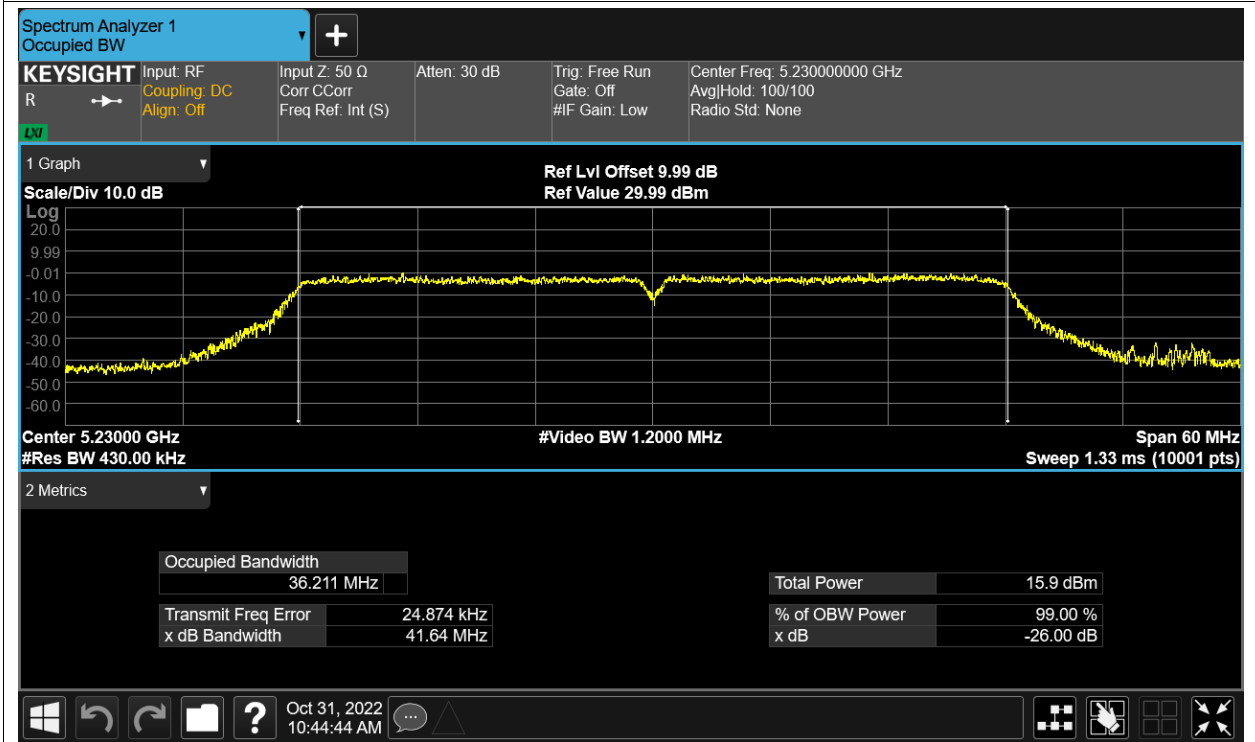 Spectrum Analyzer 1
Occupied BW
KEYSIGHT
R
LXI
Input: RF
Coupling: DC
Align: Off
Input Z: 50 Ω
Corr CCorr
Freq Ref: Int (S)
Atten: 30 dB
Trig: Free Run
Gate: Off
#IF Gain: Low
Center Freq: 5.230000000 GHz
Avg|Hold: 100/100
Radio Std: None
1 Graph
Ref Lvl Offset 9.99 dB
Scale/Div 10.0 dB
Ref Value 29.99 dBm
Log
20.0
9.99
-0.01
-10.0
-20.0
-30.0
-40.0
-50.0
-60.0
Center 5.23000 GHz
#Video BW 1.2000 MHz
Span 60 MHz
#Res BW 430.00 kHz
Sweep 1.33 ms (10001 pts)
2 Metrics
Occupied Bandwidth
36.211 MHz
Total Power 15.9 dBm
Transmit Freq Error 24.874 kHz
% of OBW Power 99.00 %
x dB Bandwidth 41.64 MHz
x dB -26.00 dB
?
Oct 31, 2022
10:44:44 AM